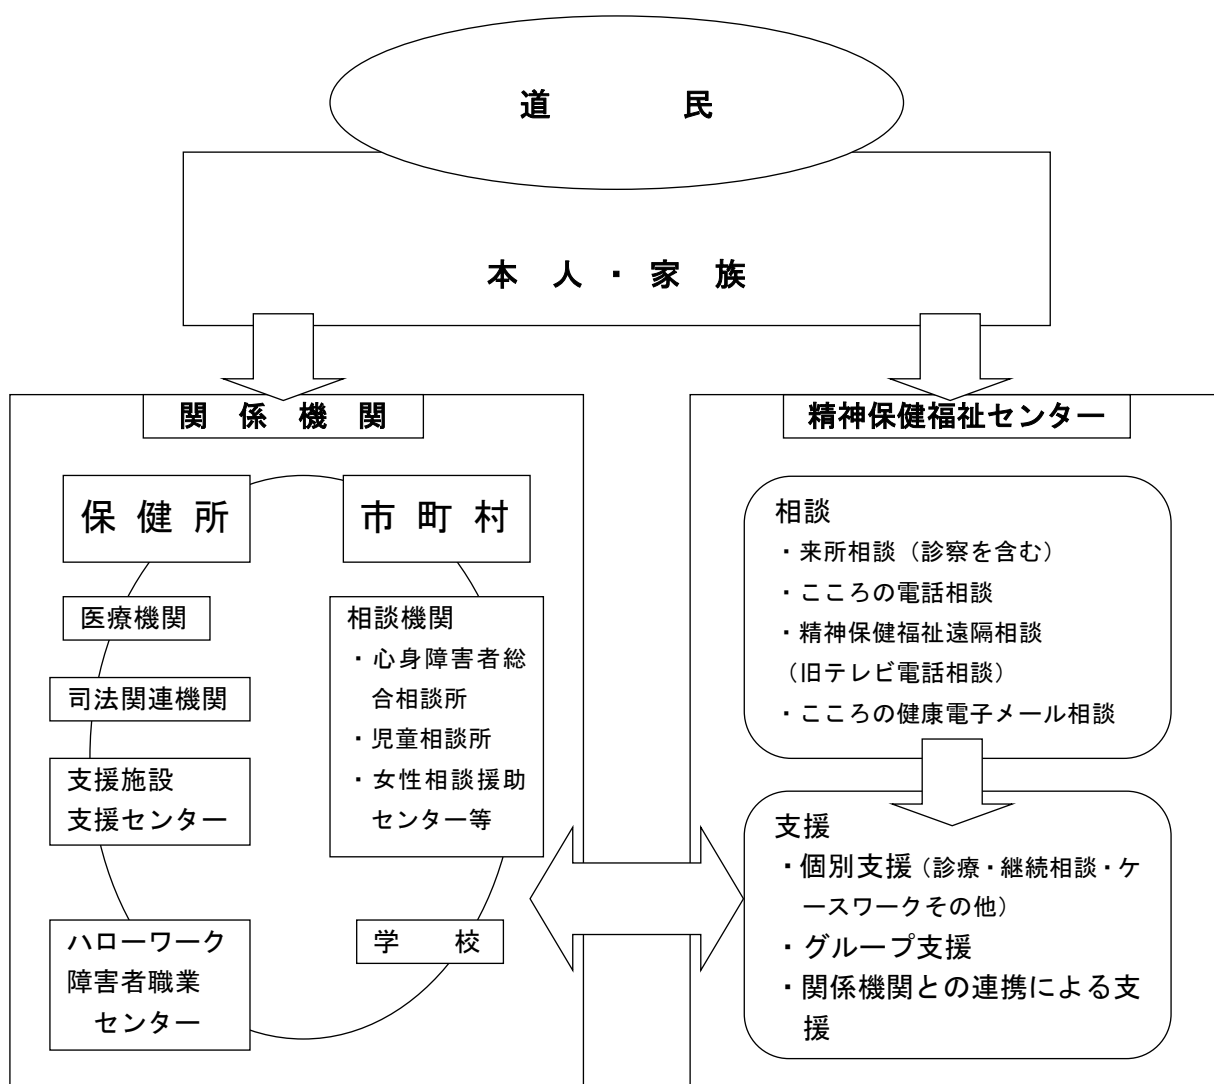 道　民
本 人 ・ 家 族
関 係 機 関
保 健 所
市 町 村
医療機関
司法関連機関
支援施設
支援センター
ハローワーク
障害者職業
センター
相談機関
・心身障害者総
合相談所
・児童相談所
・女性相談援助
センター等
学　校
精神保健福祉センター
相談
・来所相談（診察を含む）
・こころの電話相談
・精神保健福祉遠隔相談
（旧テレビ電話相談）
・こころの健康電子メール相談
支援
・個別支援（診療・継続相談・ケ
ースワークその他）
・グループ支援
・関係機関との連携による支
援